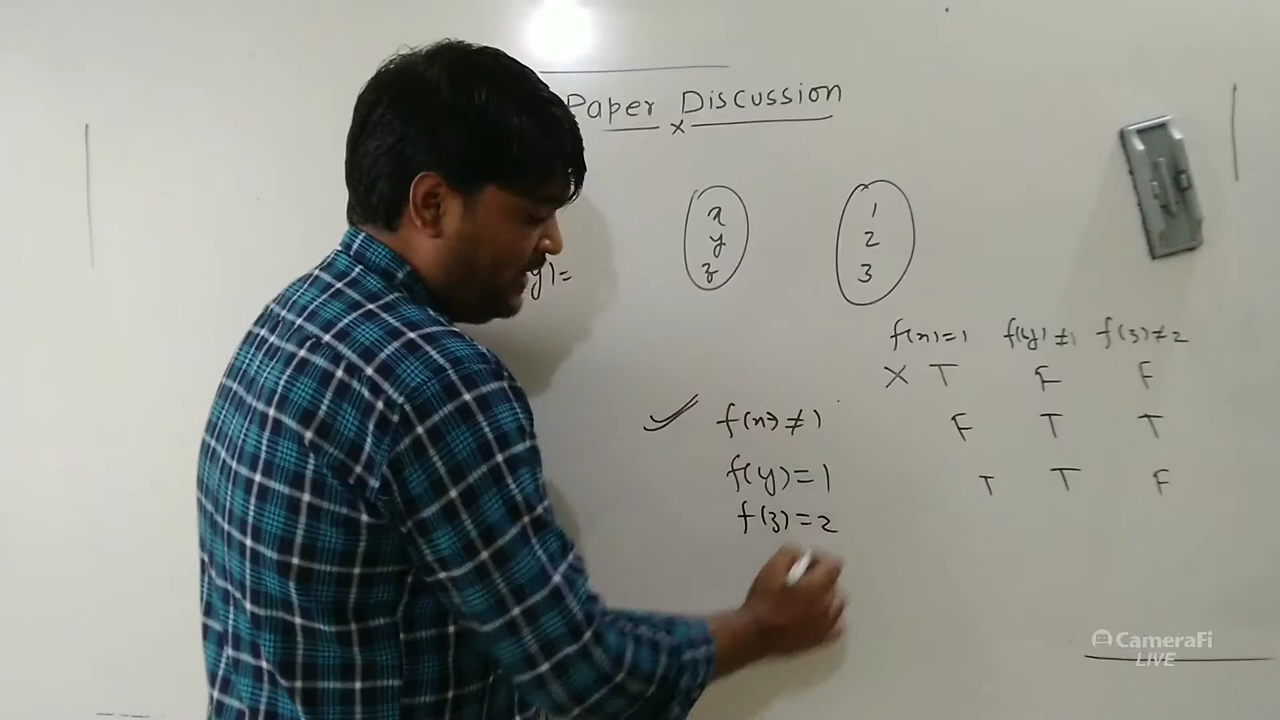 Paper Discussion
x
x 1
y 2
z 3
y)=
f(x)=1 f(y)≠1 f(z)≠2
X T F F
f(x)≠1 F T T
f(y)=1 T T F
f(z)=2
CameraFi
LIVE